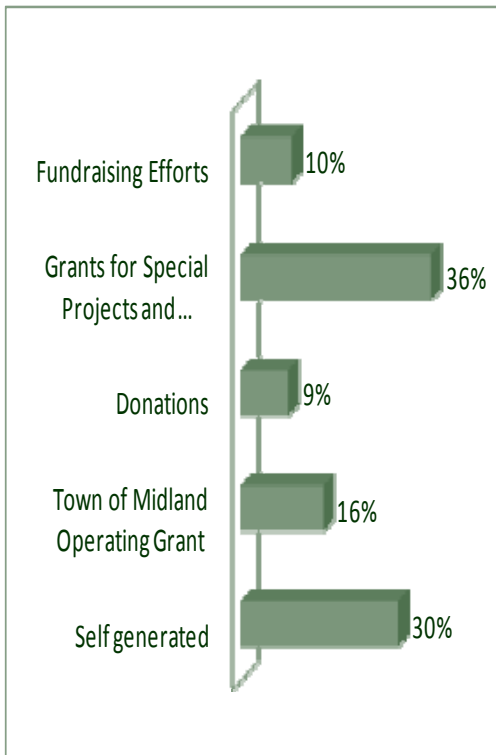 Fundraising Efforts
10%
Grants for Special
Projects and...
36%
Donations
9%
Town of Midland
Operating Grant
16%
Self generated
30%